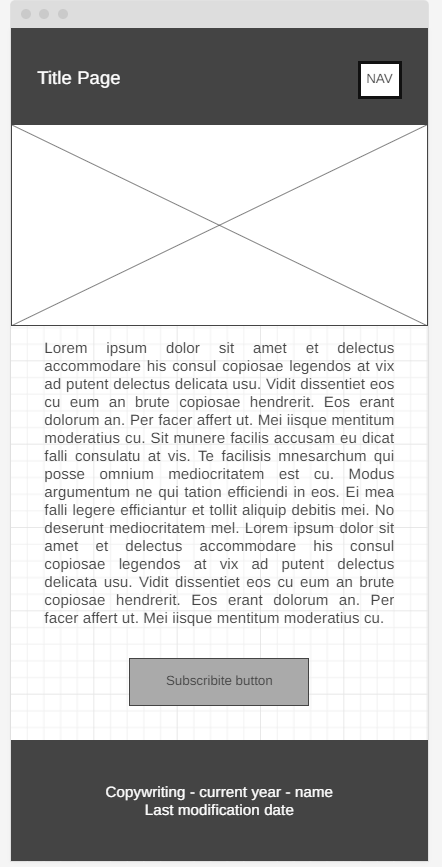 Title Page
NAV
Lorem ipsum dolor sit amet et delectus
accommodare his consul copiosae legendos at vix
ad putent delectus delicata usu. Vidit dissentiet eos
cu eum an brute copiosae hendrerit. Eos erant
dolorum an. Per facer affert ut. Mei iisque mentitum
moderatius cu. Sit munere facilis accusam eu dicat
falli consulatu at vis. Te facilisis mnesarchum qui
posse omnium mediocritatem est cu. Modus
argumentum ne qui tation efficiendi in eos. Ei mea
falli legere efficiantur et tollit aliquip debitis mei. No
deserunt mediocritatem mel. Lorem ipsum dolor sit
amet et delectus accommodare his consul
copiosae legendos at vix ad putent delectus
delicata usu. Vidit dissentiet eos cu eum an brute
copiosae hendrerit. Eos erant dolorum an. Per
facer affert ut. Mei iisque mentitum moderatius cu.
Subscribite button
Copywriting - current year - name
Last modification date